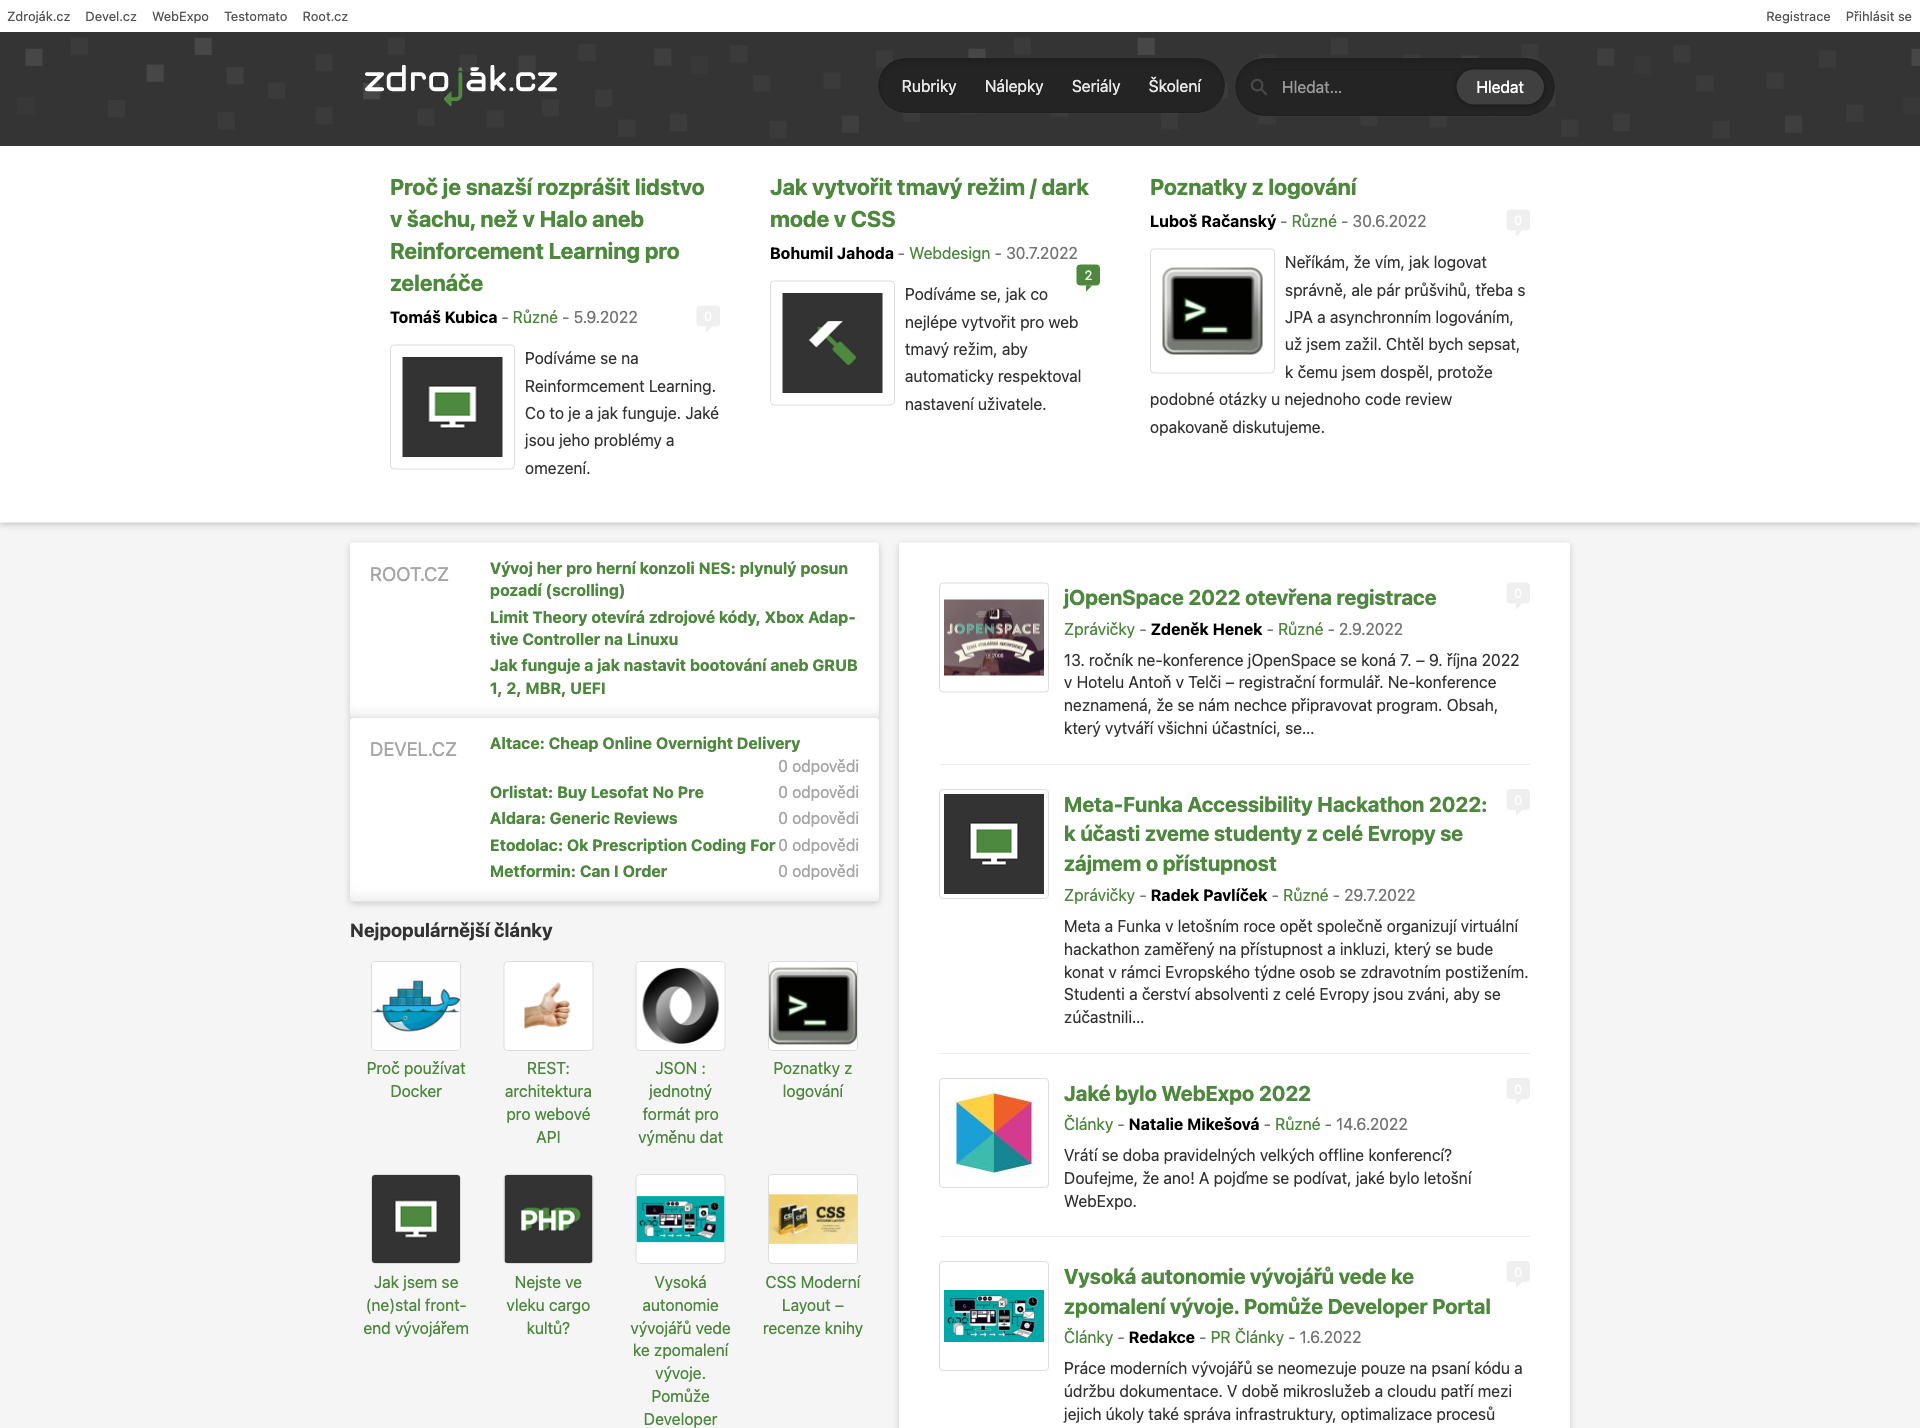 Zdroják.cz Devel.cz WebExpo Testomato Root.cz
Registrace Přihlásit se
zdroják.cz
Rubriky Nálepky Seriály Školení
Hledat...
Hledat
Proč je snazší rozprášit lidstvo
v šachu, než v Halo aneb
Reinforcement Learning pro
zelenáče
Tomáš Kubica - Různé - 5.9.2022
0
Podíváme se na
Reinformcement Learning.
Co to je a jak funguje. Jaké
jsou jeho problémy a
omezení.
Jak vytvořit tmavý režim / dark
mode v CSS
Bohumil Jahoda - Webdesign - 30.7.2022
2
Podíváme se, jak co
nejlépe vytvořit pro web
tmavý režim, aby
automaticky respektoval
nastavení uživatele.
Poznatky z logování
Luboš Račanský - Různé - 30.6.2022
0
Neříkám, že vím, jak logovat
správně, ale pár průšvihů, třeba s
JPA a asynchronním logováním,
už jsem zažil. Chtěl bych sepsat,
k čemu jsem dospěl, protože
podobné otázky u nejednoho code review
opakovaně diskutujeme.
ROOT.CZ
Vývoj her pro herní konzoli NES: plynulý posun
pozadí (scrolling)
Limit Theory otevírá zdrojové kódy, Xbox Adap-
tive Controller na Linuxu
Jak funguje a jak nastavit bootování aneb GRUB
1, 2, MBR, UEFI
DEVEL.CZ
Altace: Cheap Online Overnight Delivery
0 odpovědi
Orlistat: Buy Lesofat No Pre 0 odpovědi
Aldara: Generic Reviews 0 odpovědi
Etodolac: Ok Prescription Coding For 0 odpovědi
Metformin: Can I Order 0 odpovědi
Nejpopulárnější články
Proč používat
Docker
REST:
architektura
pro webové
API
JSON :
jednotný
formát pro
výměnu dat
Poznatky z
logování
Jak jsem se
(ne)stal front-
end vývojářem
PHP
Nejste ve
vleku cargo
kultů?
Vysoká
autonomie
vývojářů vede
ke zpomalení
vývoje.
Pomůže
Developer
CSS
CSS Moderní
Layout –
recenze knihy
JOPENSPACE
jOpenSpace 2022 otevřena registrace
0
Zprávičky - Zdeněk Henek - Různé - 2.9.2022
13. ročník ne-konference jOpenSpace se koná 7. – 9. října 2022
v Hotelu Antoň v Telči – registrační formulář. Ne-konference
neznamená, že se nám nechce připravovat program. Obsah,
který vytváří všichni účastníci, se...
Meta-Funka Accessibility Hackathon 2022:
k účasti zveme studenty z celé Evropy se
zájmem o přístupnost
0
Zprávičky - Radek Pavlíček - Různé - 29.7.2022
Meta a Funka v letošním roce opět společně organizují virtuální
hackathon zaměřený na přístupnost a inkluzi, který se bude
konat v rámci Evropského týdne osob se zdravotním postižením.
Studenti a čerství absolventi z celé Evropy jsou zváni, aby se
zúčastnili...
Jaké bylo WebExpo 2022
0
Články - Natalie Mikešová - Různé - 14.6.2022
Vrátí se doba pravidelných velkých offline konferencí?
Doufejme, že ano! A pojďme se podívat, jaké bylo letošní
WebExpo.
Vysoká autonomie vývojářů vede ke
zpomalení vývoje. Pomůže Developer Portal
0
Články - Redakce - PR Články - 1.6.2022
Práce moderních vývojářů se neomezuje pouze na psaní kódu a
údržbu dokumentace. V době mikroslužeb a cloudu patří mezi
jejich úkoly také správa infrastruktury, optimalizace procesů